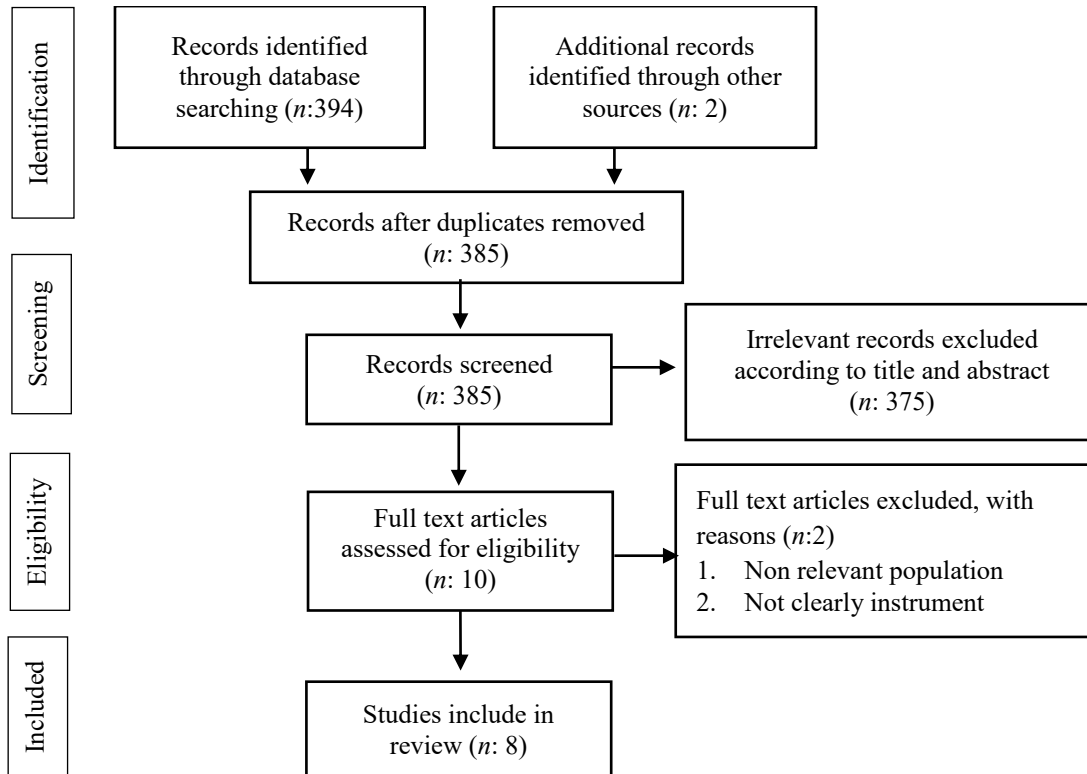 Identification
Records identified
through database
searching (n:394)
Additional records
identified through other
sources (n: 2)
Records after duplicates removed
(n: 385)
Screening
Records screened
(n: 385)
Irrelevant records excluded
according to title and abstract
(n: 375)
Eligibility
Full text articles
assessed for eligibility
(n: 10)
Full text articles excluded, with
reasons (n:2)
1. Non relevant population
2. Not clearly instrument
Included
Studies include in
review (n: 8)